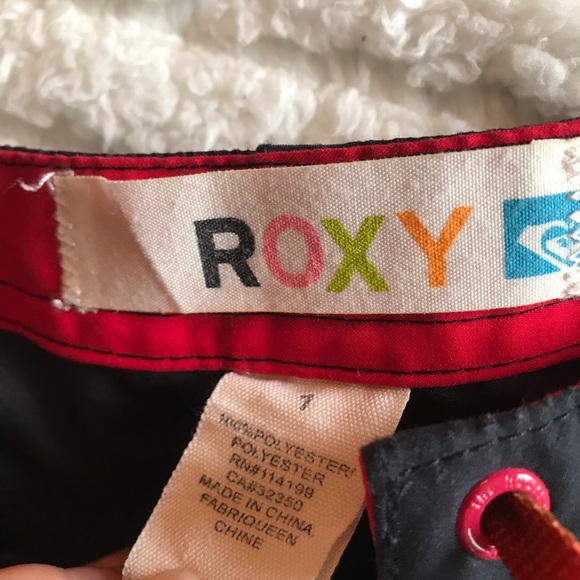 ROXY
7
100%POLYESTER/
POLYESTER
RN#114199
CA#32350
MADE IN CHINA,
FABRIQUEEN
CHINE